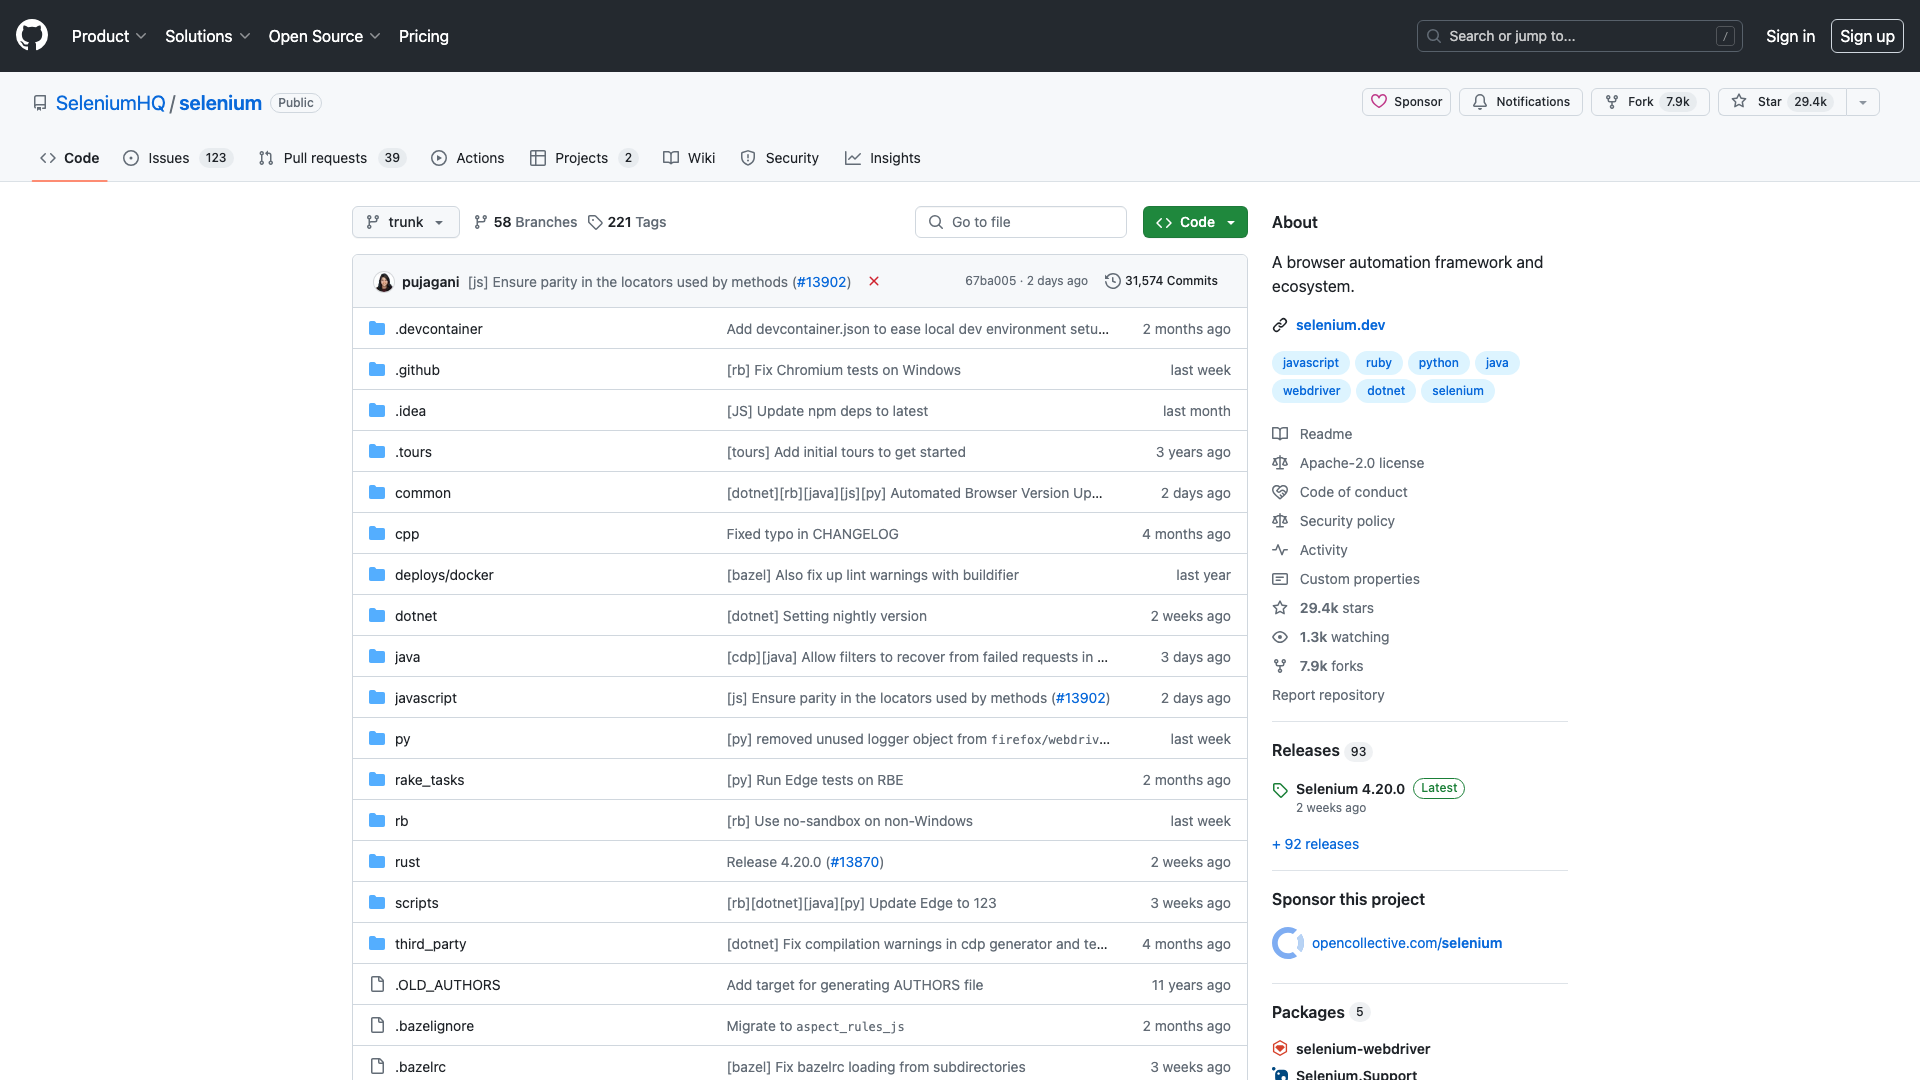 Product Solutions Open Source Pricing Search or jump to... / Sign in Sign up
SeleniumHQ / selenium Public Sponsor Notifications Fork 7.9k Star 29.4k
Code Issues 123 Pull requests 39 Actions Projects 2 Wiki Security Insights
trunk 58 Branches 221 Tags Go to file Code
pujagani [js] Ensure parity in the locators used by methods (#13902) 67ba005 · 2 days ago 31,574 Commits
.devcontainer Add devcontainer.json to ease local dev environment setu... 2 months ago
.github [rb] Fix Chromium tests on Windows last week
.idea [JS] Update npm deps to latest last month
.tours [tours] Add initial tours to get started 3 years ago
common [dotnet][rb][java][js][py] Automated Browser Version Up... 2 days ago
cpp Fixed typo in CHANGELOG 4 months ago
deploys/docker [bazel] Also fix up lint warnings with buildifier last year
dotnet [dotnet] Setting nightly version 2 weeks ago
java [cdp][java] Allow filters to recover from failed requests in ... 3 days ago
javascript [js] Ensure parity in the locators used by methods (#13902) 2 days ago
py [py] removed unused logger object from firefox/webdriv... last week
rake_tasks [py] Run Edge tests on RBE 2 months ago
rb [rb] Use no-sandbox on non-Windows last week
rust Release 4.20.0 (#13870) 2 weeks ago
scripts [rb][dotnet][java][py] Update Edge to 123 3 weeks ago
third_party [dotnet] Fix compilation warnings in cdp generator and te... 4 months ago
.OLD_AUTHORS Add target for generating AUTHORS file 11 years ago
.bazelignore Migrate to aspect_rules_js 2 months ago
.bazelrc [bazel] Fix bazelrc loading from subdirectories 3 weeks ago
About
A browser automation framework and
ecosystem.
selenium.dev
javascript ruby python java
webdriver dotnet selenium
Readme
Apache-2.0 license
Code of conduct
Security policy
Activity
Custom properties
29.4k stars
1.3k watching
7.9k forks
Report repository
Releases 93
Selenium 4.20.0 Latest
2 weeks ago
+ 92 releases
Sponsor this project
opencollective.com/selenium
Packages 5
selenium-webdriver
Selenium.Support